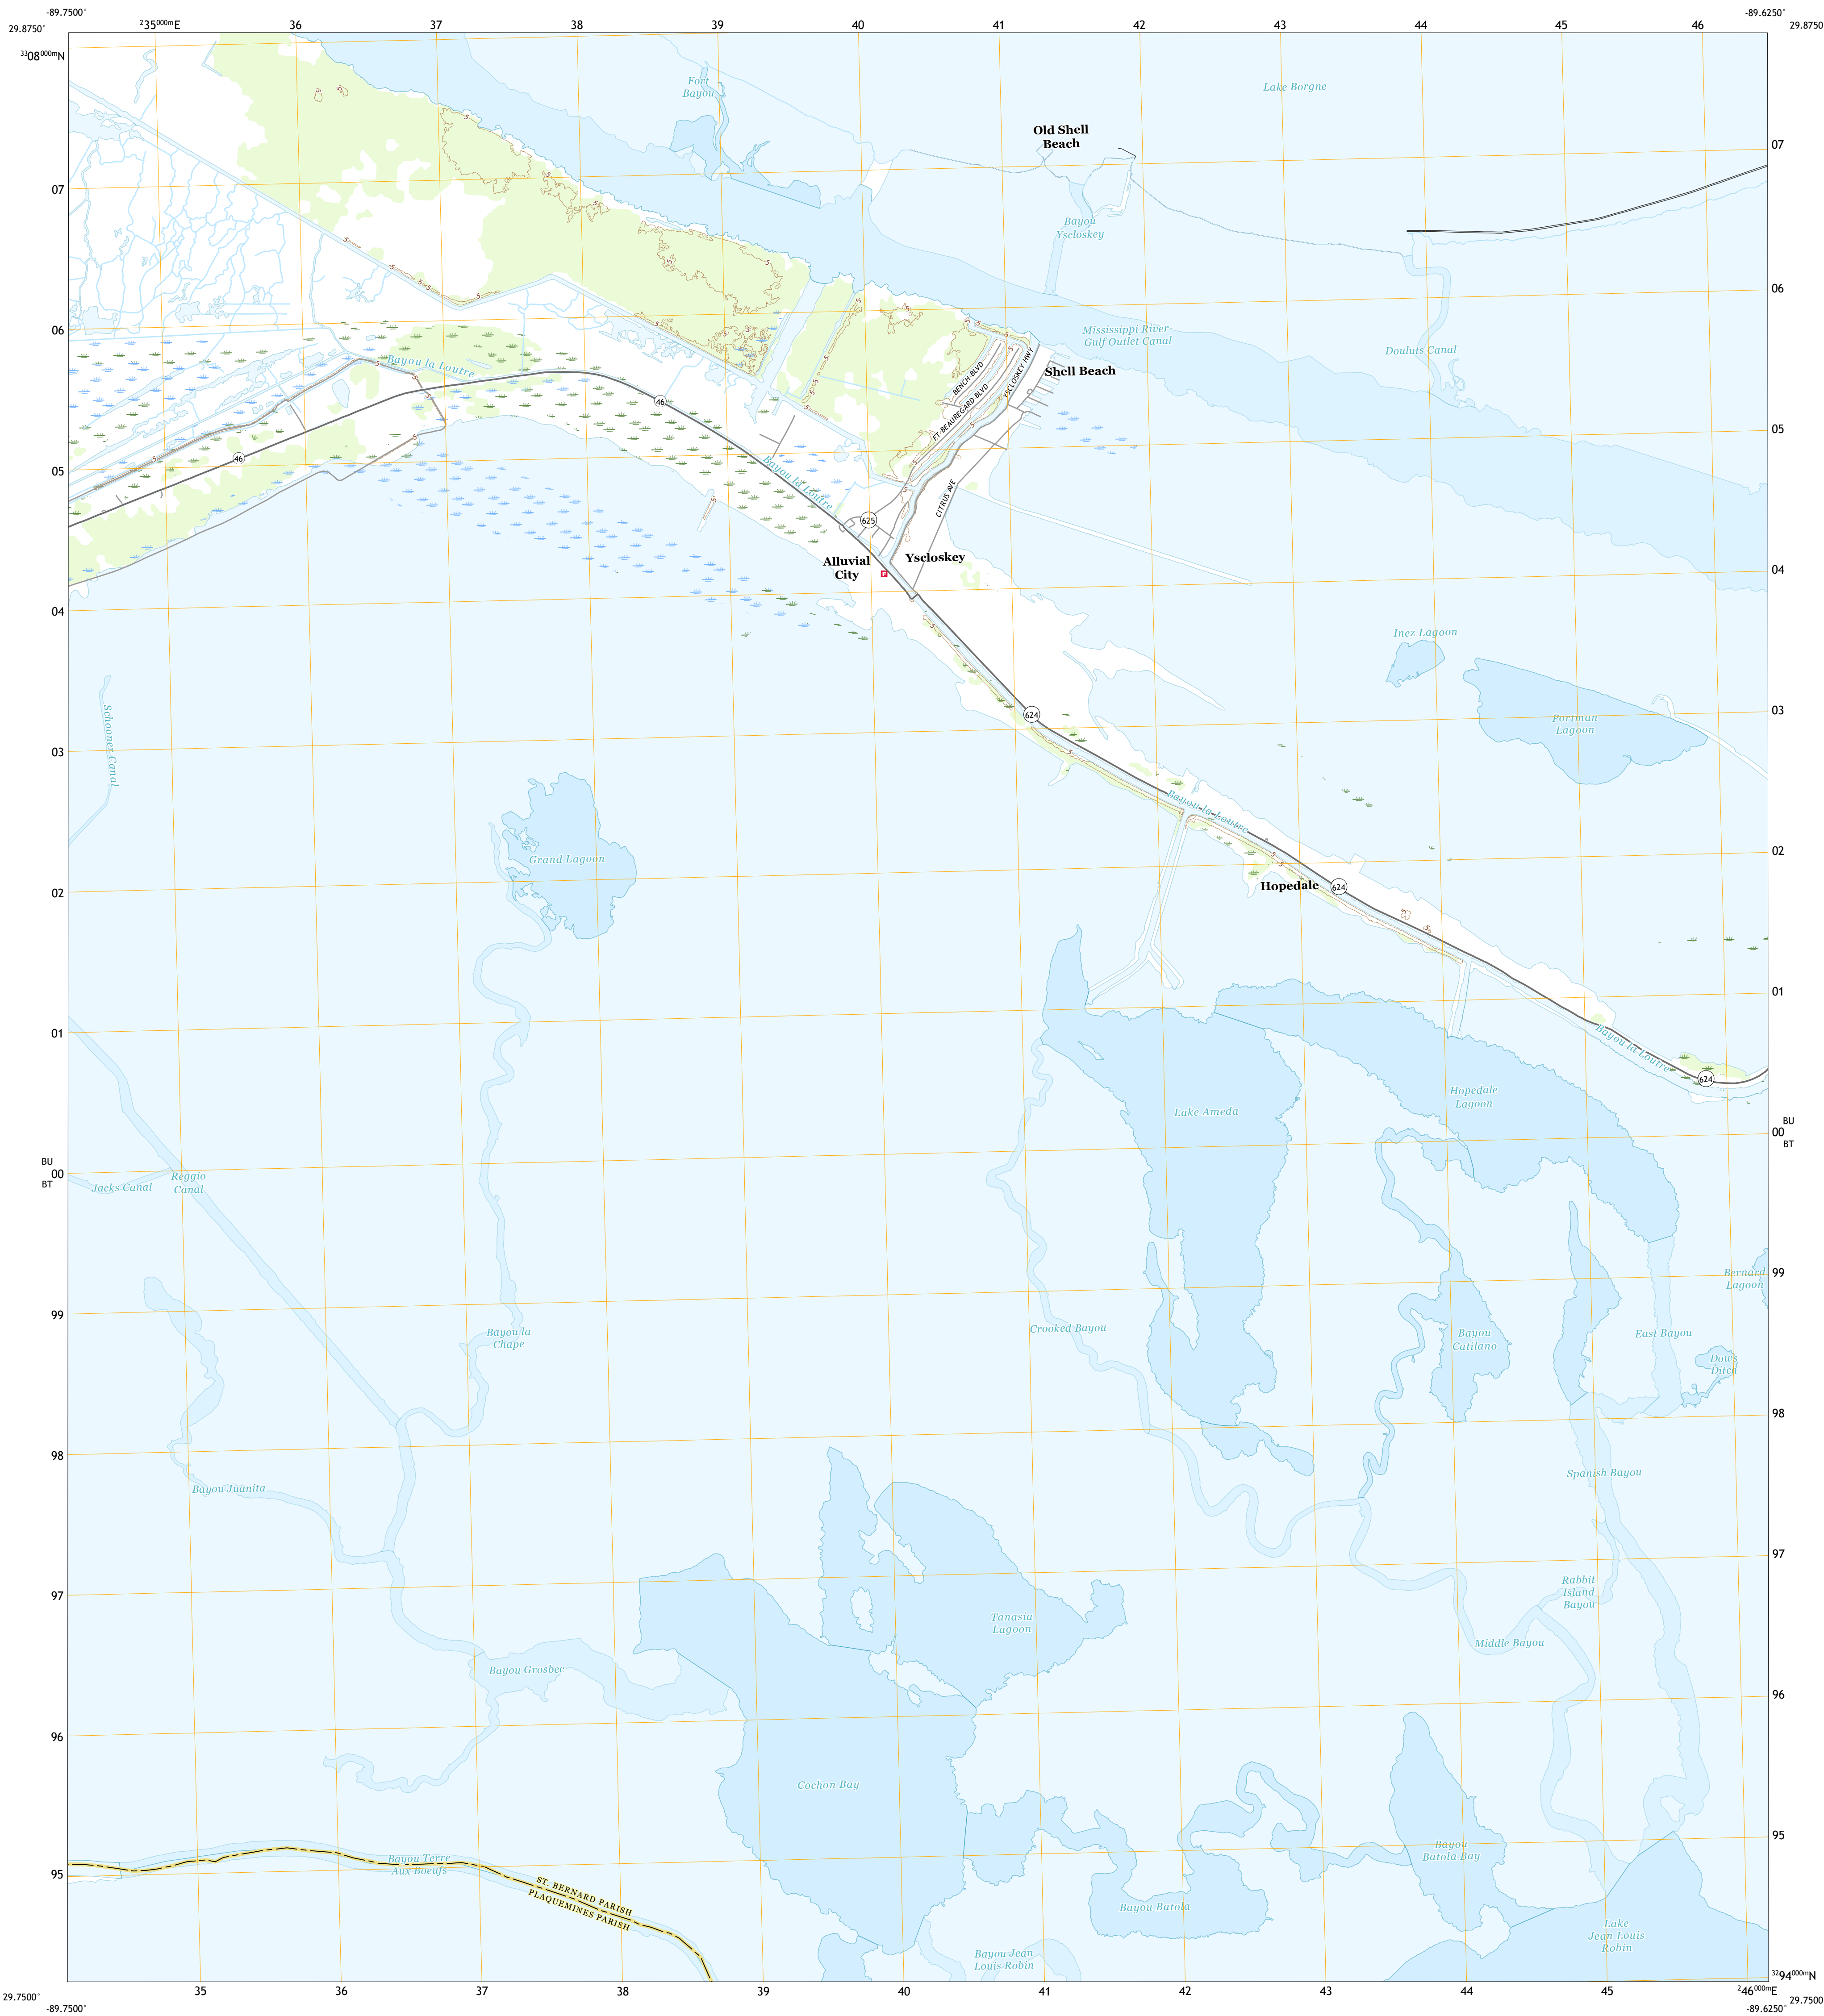 -89.7500°
-89.6250°
29.8750°
²35⁰⁰⁰ᵐE
36
37
38
39
40
41
42
43
44
45
46
29.8750
³³08⁰⁰⁰ᵐN
Fort
Bayou
Lake Borgne
Old Shell
Beach
07
07
Bayou
Yscloskey
06
06
Mississippi River-
Gulf Outlet Canal
Douluts Canal
Bayou la Loutre
BENCH BLVD
FT BEAUREGARD BLVD
YSCLOSKEY HWY
Shell Beach
46
46
05
05
Bayou la Loutre
CITRUS AVE
625
Alluvial
City
F
Yscloskey
04
04
Inez Lagoon
Schooner Canal
624
Portman
Lagoon
03
03
Bayou la Loutre
Grand Lagoon
02
02
Hopedale
624
01
01
Bayou la Loutre
624
Hopedale
Lagoon
Lake Ameda
BU
BT
00
00
BU
BT
Reggio
Canal
Jacks Canal
99
99
Bernard
Lagoon
Bayou la
Chape
Crooked Bayou
Bayou
Catilano
East Bayou
Dows
Ditch
98
98
Bayou Juanita
Spanish Bayou
97
97
Rabbit
Island
Bayou
Tanasia
Lagoon
Middle Bayou
Bayou Grosbec
96
96
Cochon Bay
95
95
Bayou Terre
Aux Boeufs
Bayou
Batola Bay
ST. BERNARD PARISH
PLAQUEMINES PARISH
Bayou Batola
Lake
Jean Louis
Robin
Bayou Jean
Louis Robin
³²94⁰⁰⁰ᵐN
29.7500°
35
36
37
38
39
40
41
42
43
44
45
²46⁰⁰⁰ᵐE
29.7500
-89.7500°
-89.6250°